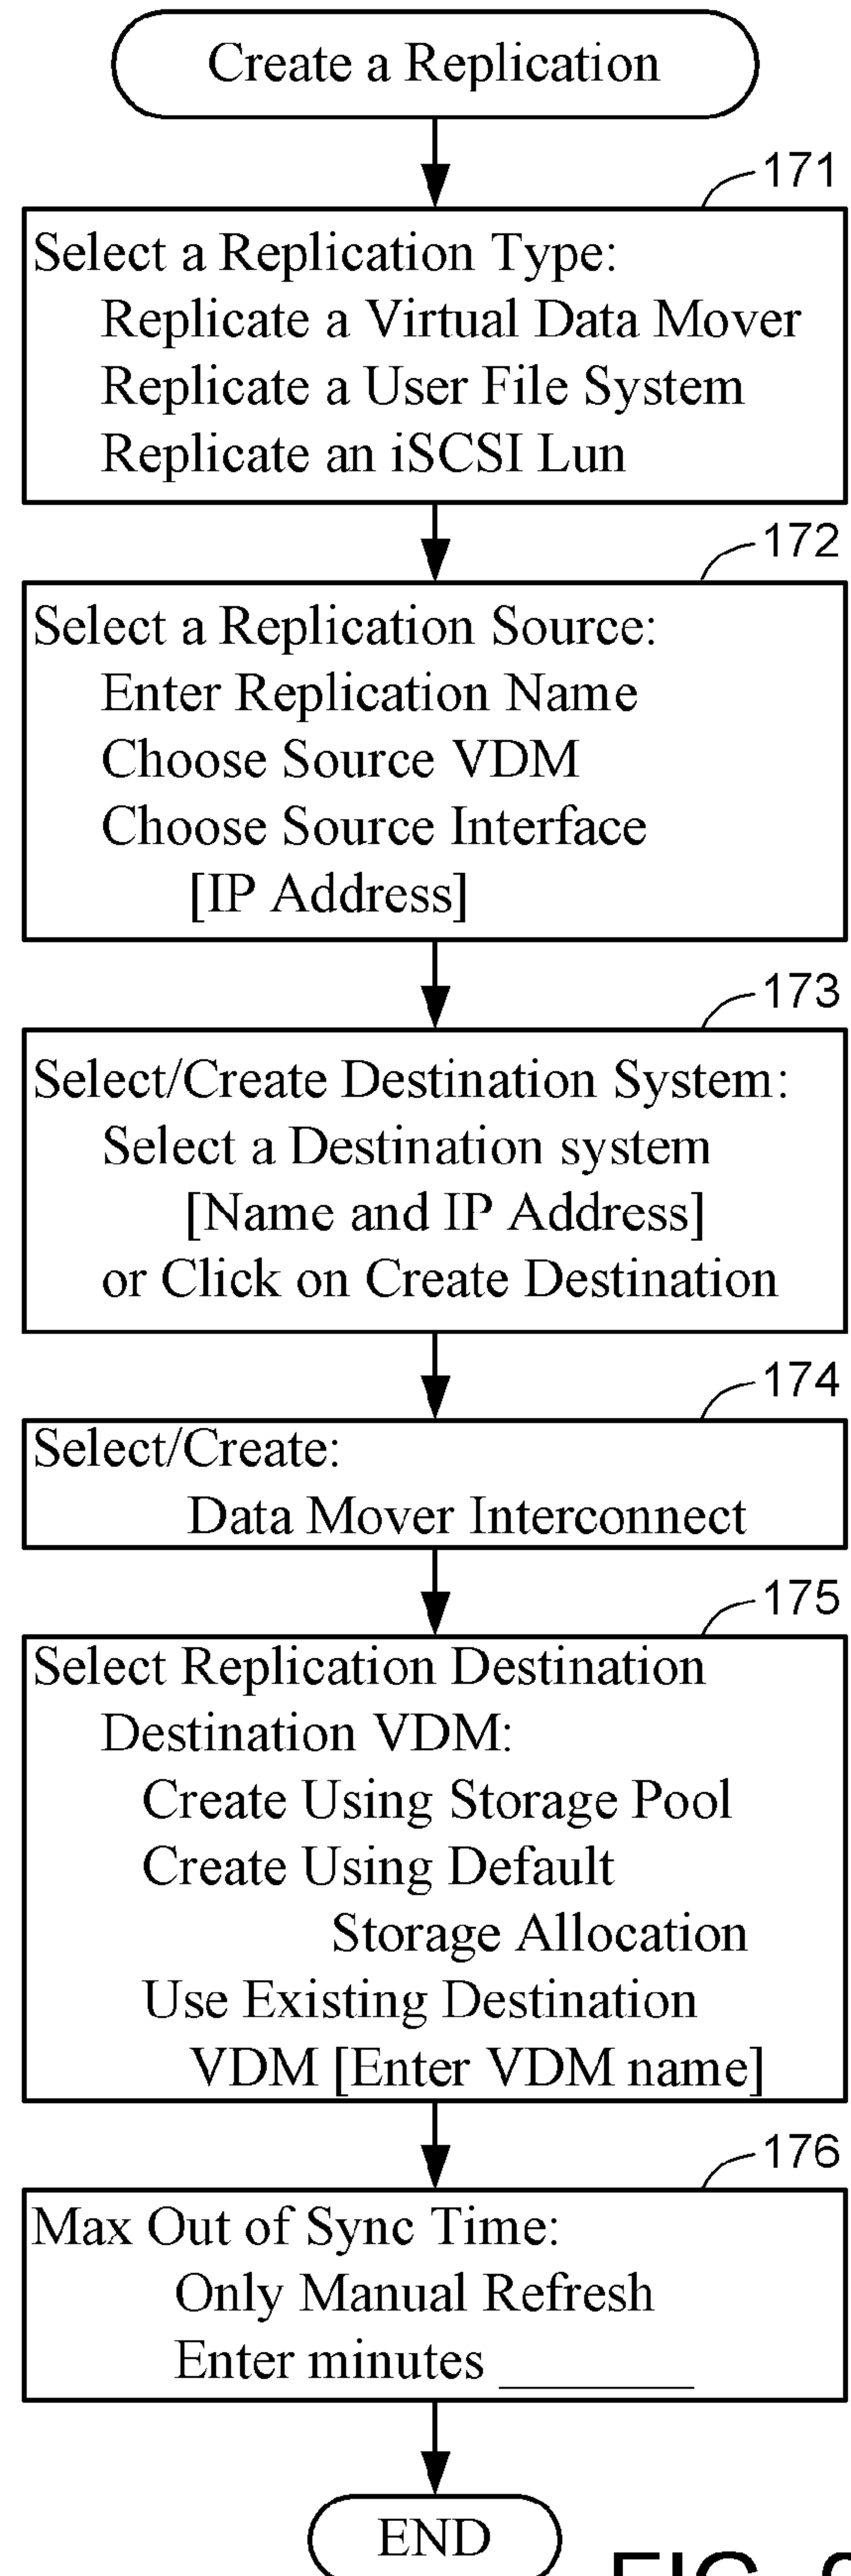 Create a Replication
171
Select a Replication Type:
Replicate a Virtual Data Mover
Replicate a User File System
Replicate an iSCSI Lun
172
Select a Replication Source:
Enter Replication Name
Choose Source VDM
Choose Source Interface
[IP Address]
173
Select/Create Destination System:
Select a Destination system
[Name and IP Address]
or Click on Create Destination
174
Select/Create:
Data Mover Interconnect
175
Select Replication Destination
Destination VDM:
Create Using Storage Pool
Create Using Default
Storage Allocation
Use Existing Destination
VDM [Enter VDM name]
176
Max Out of Sync Time:
Only Manual Refresh
Enter minutes ________
END
FIG.